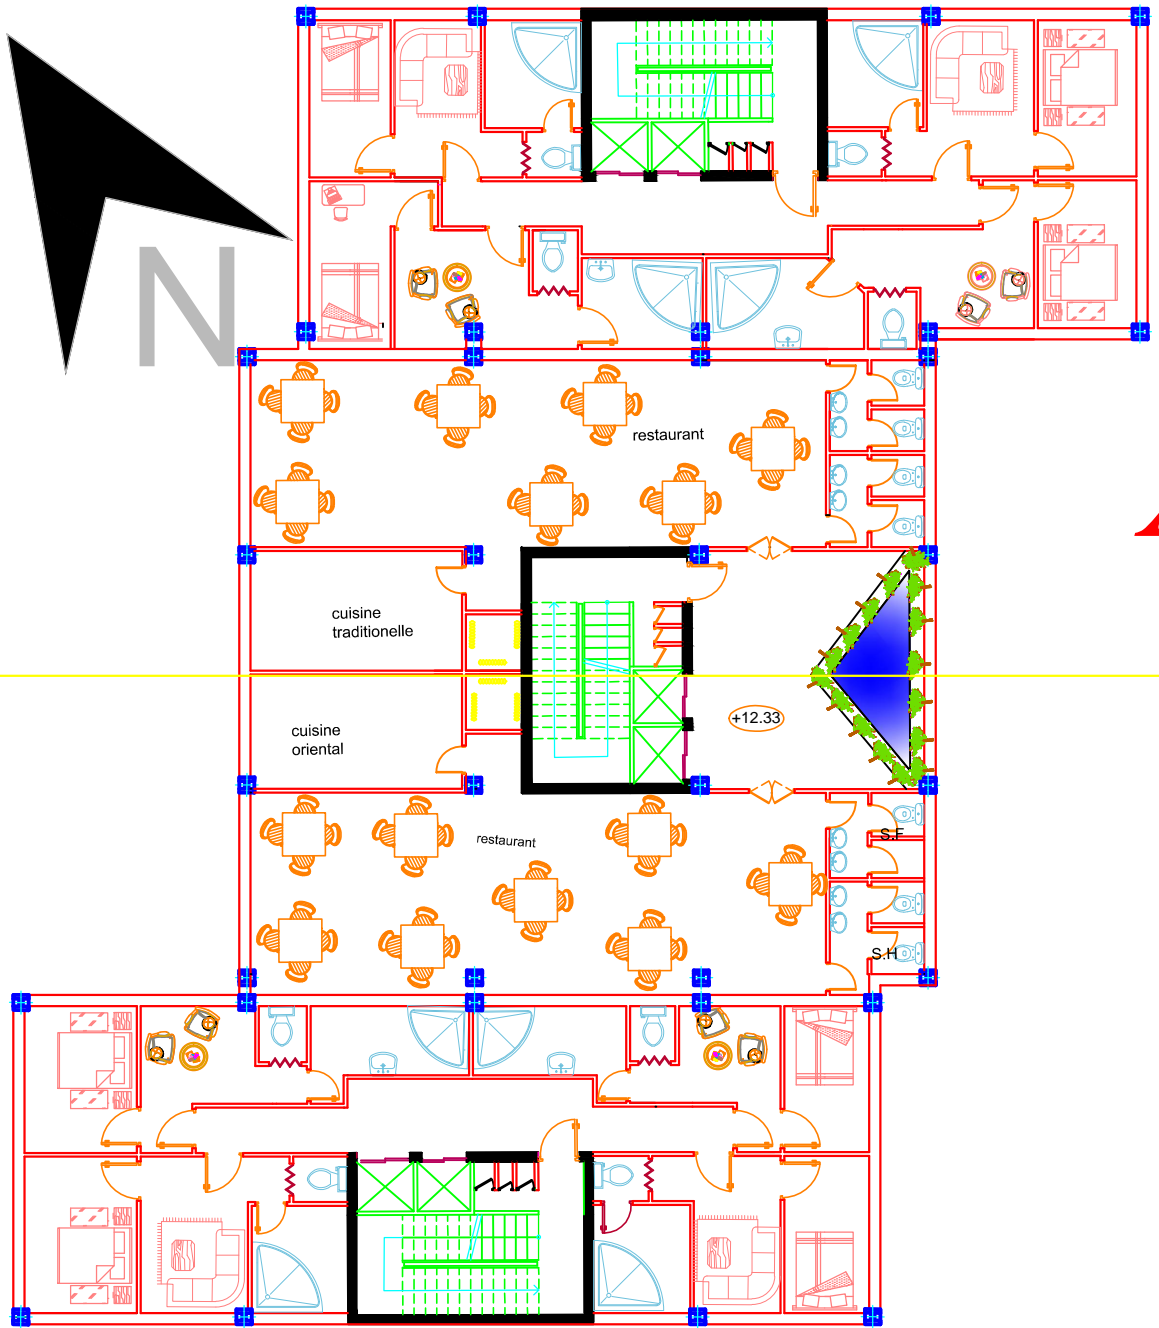 N
restaurant
cuisine
traditionelle
+12.33
cuisine
oriental
restaurant
S.F
S.H